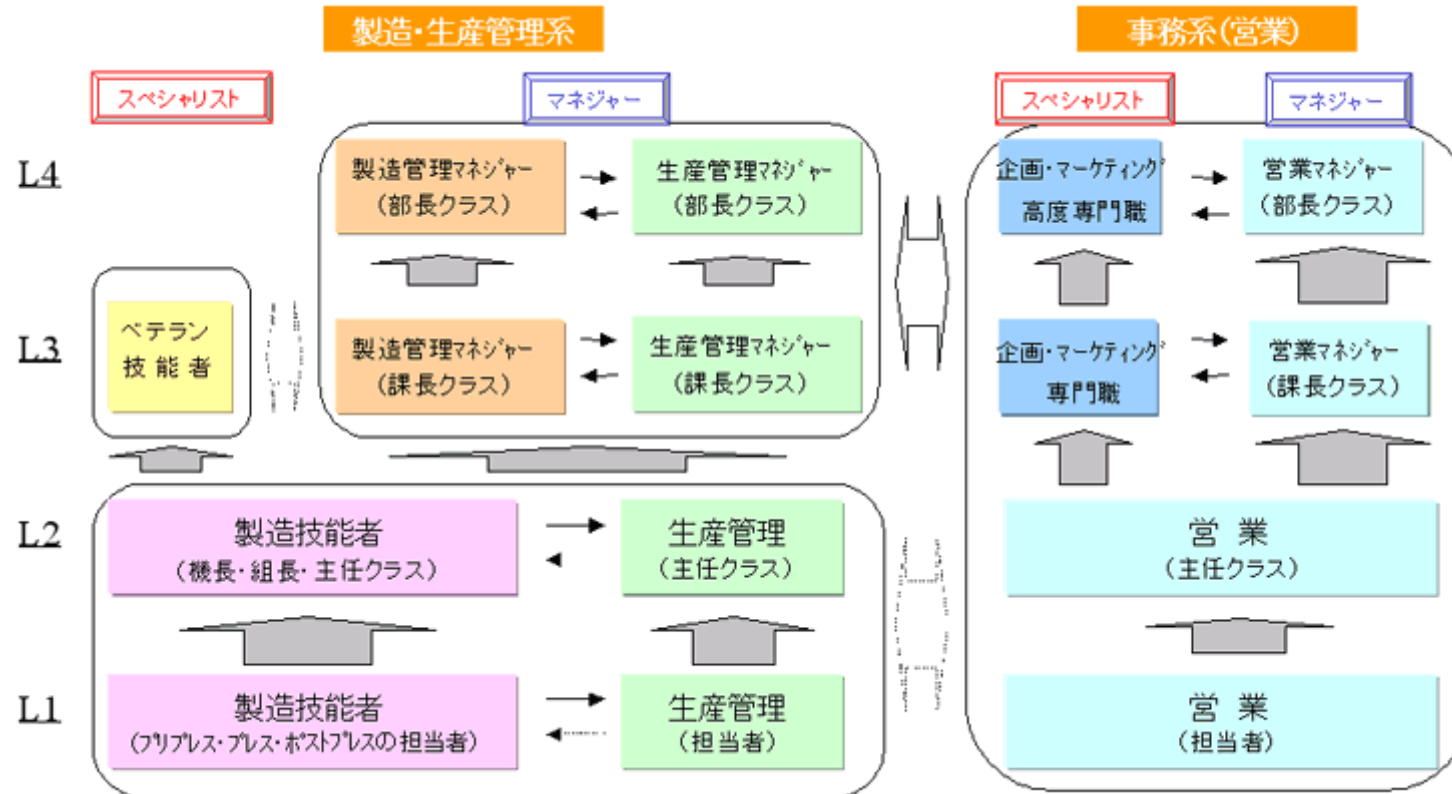 製造・生産管理系
事務系(営業)
スペシャリスト
マネジャー
スペシャリスト
マネジャー
L4
製造管理マネジャー
(部長クラス)
生産管理マネジャー
(部長クラス)
企画・マーケティング
高度専門職
営業マネジャー
(部長クラス)
L3
ベテラン
技能者
製造管理マネジャー
(課長クラス)
生産管理マネジャー
(課長クラス)
企画・マーケティング
専門職
営業マネジャー
(課長クラス)
L2
製造技能者
(機長・組長・主任クラス)
生産管理
(主任クラス)
営業
(主任クラス)
L1
製造技能者
(プリプレス・プレス・ポストプレスの担当者)
生産管理
(担当者)
営業
(担当者)